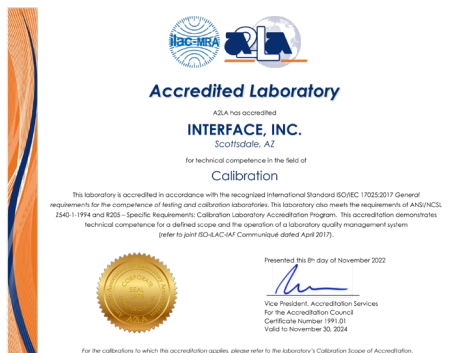 ilac-MRA
A2LA
Accredited Laboratory
A2LA has accredited
INTERFACE, INC.
Scottsdale, AZ
for technical competence in the field of
Calibration
This laboratory is accredited in accordance with the recognized International Standard ISO/IEC 17025:2017 General
requirements for the competence of testing and calibration laboratories. This laboratory also meets the requirements of ANSI/NCSL
Z540-1-1994 and R205 – Specific Requirements: Calibration Laboratory Accreditation Program. This accreditation demonstrates
technical competence for a defined scope and the operation of a laboratory quality management system
(refer to joint ISO-ILAC-IAF Communiqué dated April 2017).
CORPORATE
SEAL
A2LA
Presented this 8th day of November 2022
Vice President, Accreditation Services
For the Accreditation Council
Certificate Number 1991.01
Valid to November 30, 2024
For the calibrations to which this accreditation applies, please refer to the laboratory's Calibration Scope of Accreditation.